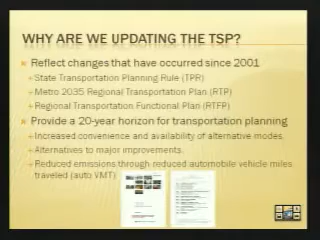 WHY ARE WE UPDATING THE TSP?
Reflect changes that have occurred since 2001
State Transportation Planning Rule (TPR)
Metro 2035 Regional Transportation Plan (RTP)
Regional Transportation Functional Plan (RTFP)
Provide a 20-year horizon for transportation planning
Increased convenience and availability of alternative modes.
Alternatives to major improvements.
Reduced emissions through reduced automobile vehicle miles
traveled (auto VMT)